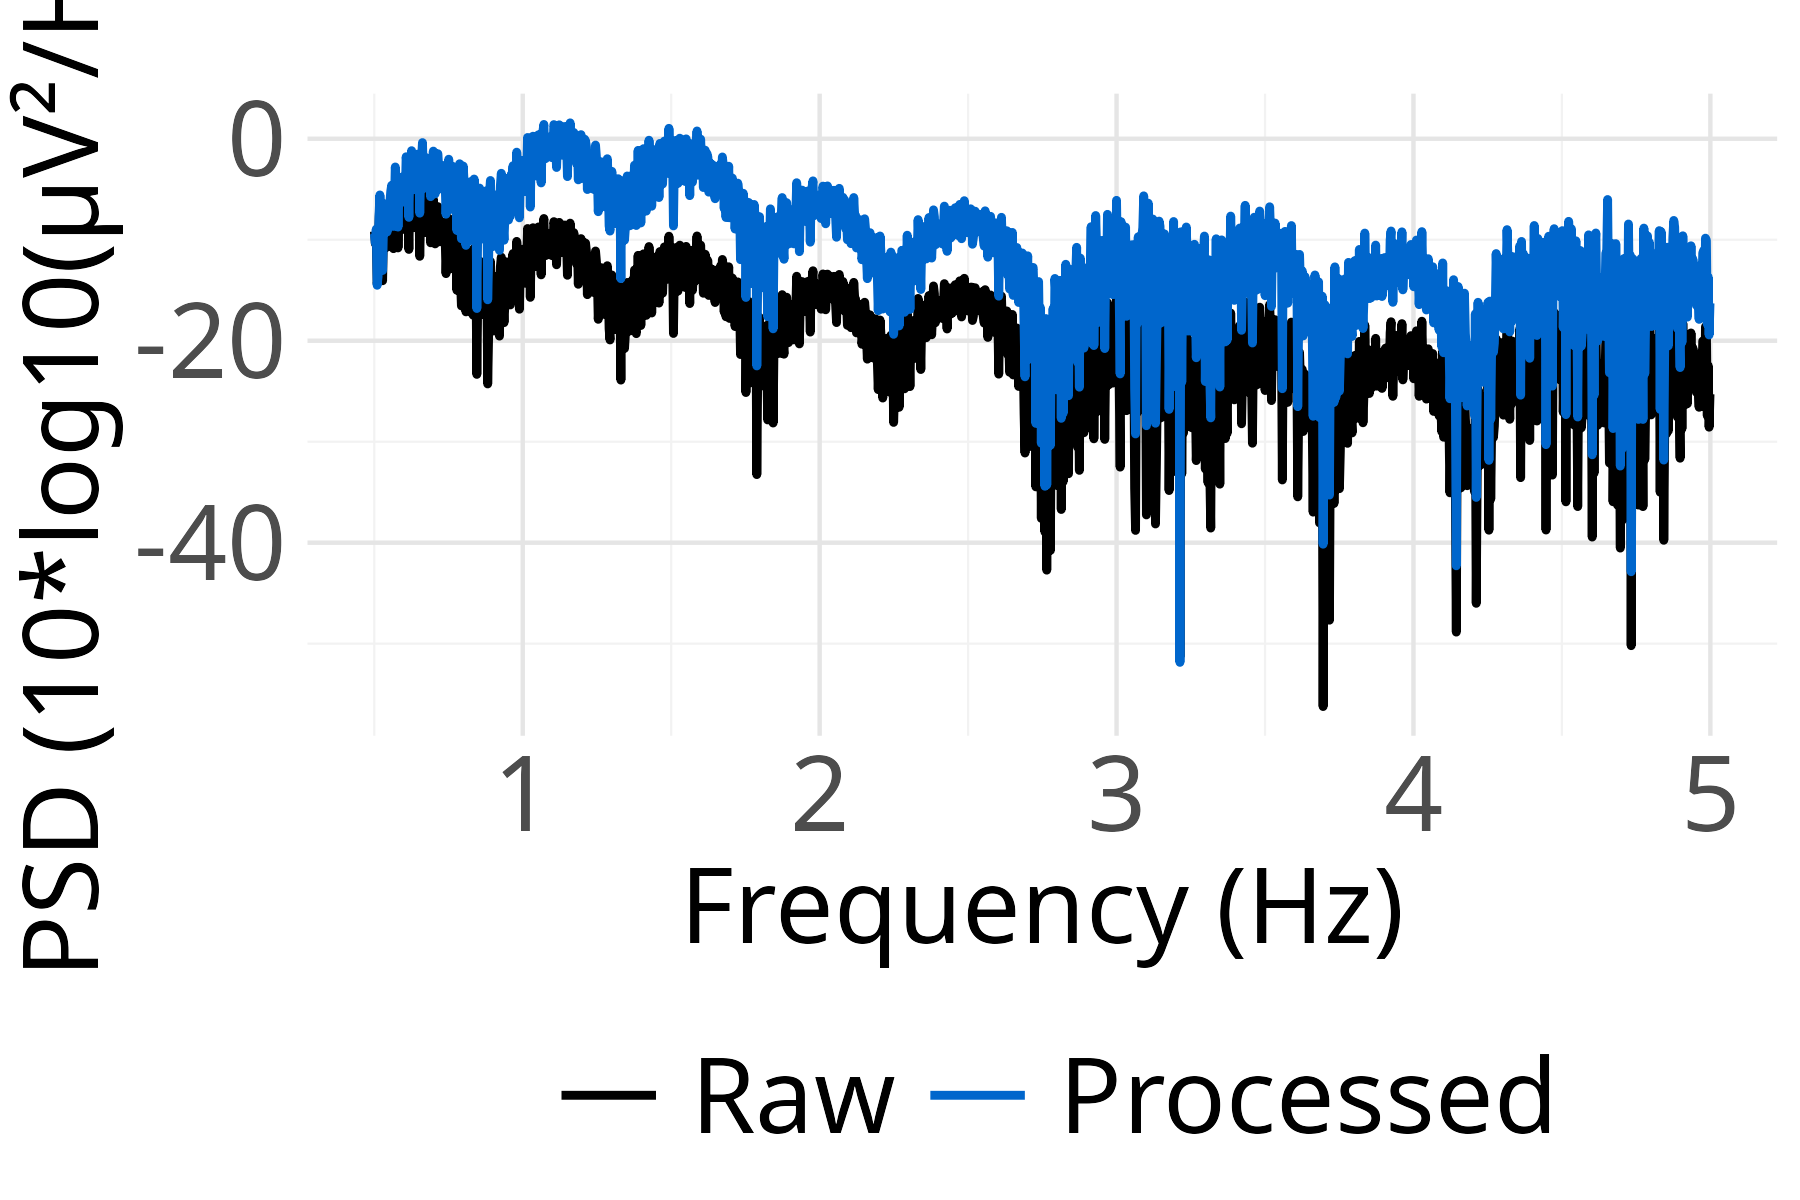 PSD (10*log10(µV²/H
0
-20
-40
1 2 3 4 5
Frequency (Hz)
Raw Processed